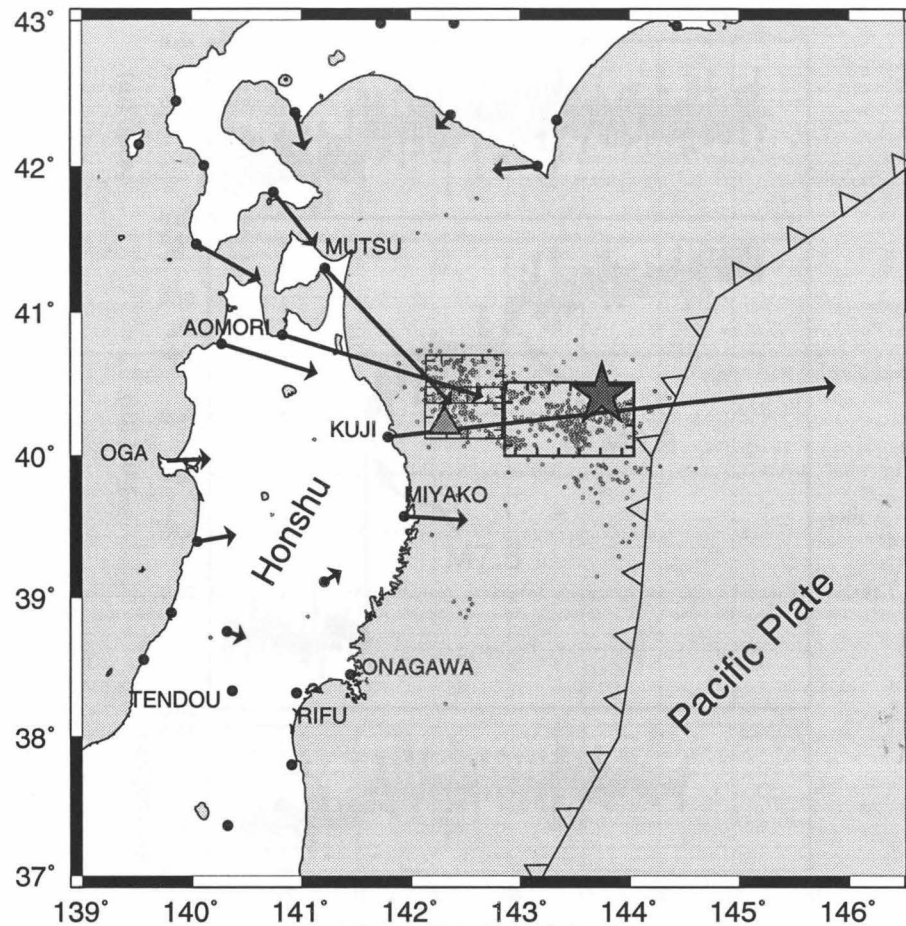 43°
42°
MUTSU
41°
AOMORI
KUJI
OGA
40°
MIYAKO
Honshu
39°
Pacific Plate
ONAGAWA
TENDOU
RIFU
38°
37°
139° 140° 141° 142° 143° 144° 145° 146°